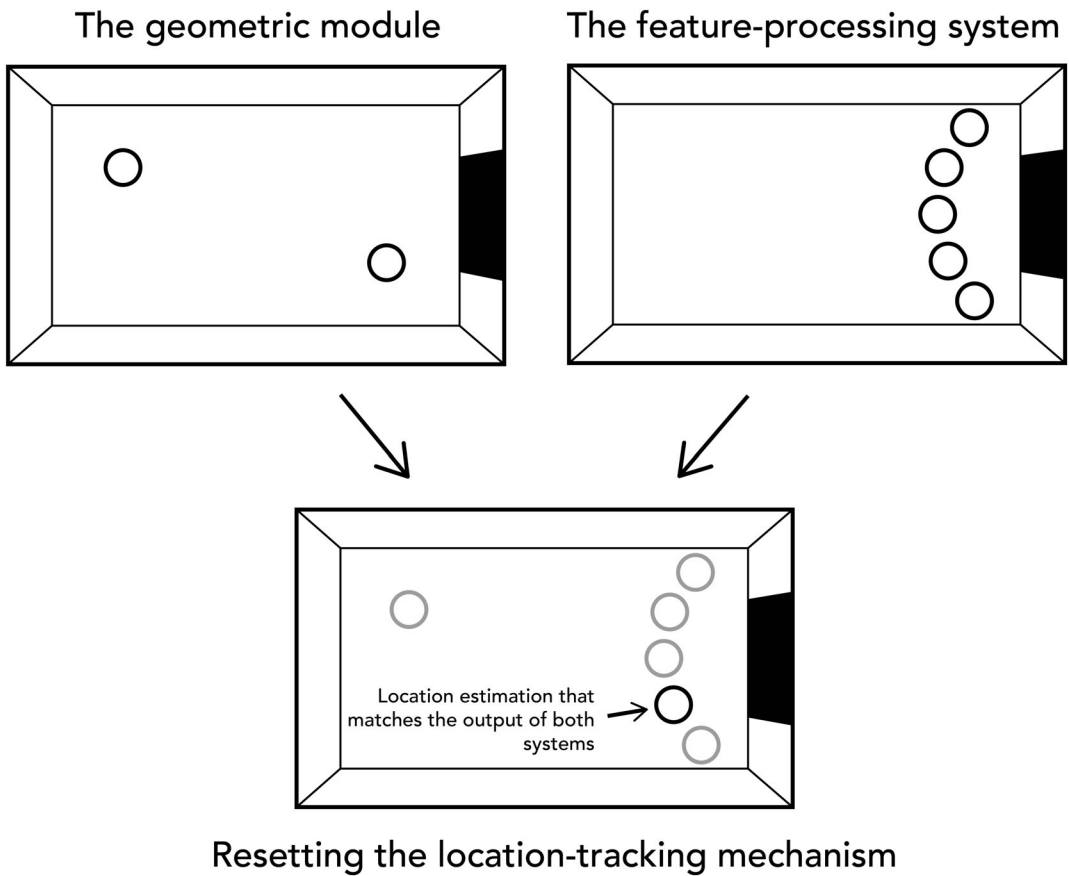 The geometric module
The feature-processing system
Location estimation that
matches the output of both
systems
Resetting the location-tracking mechanism